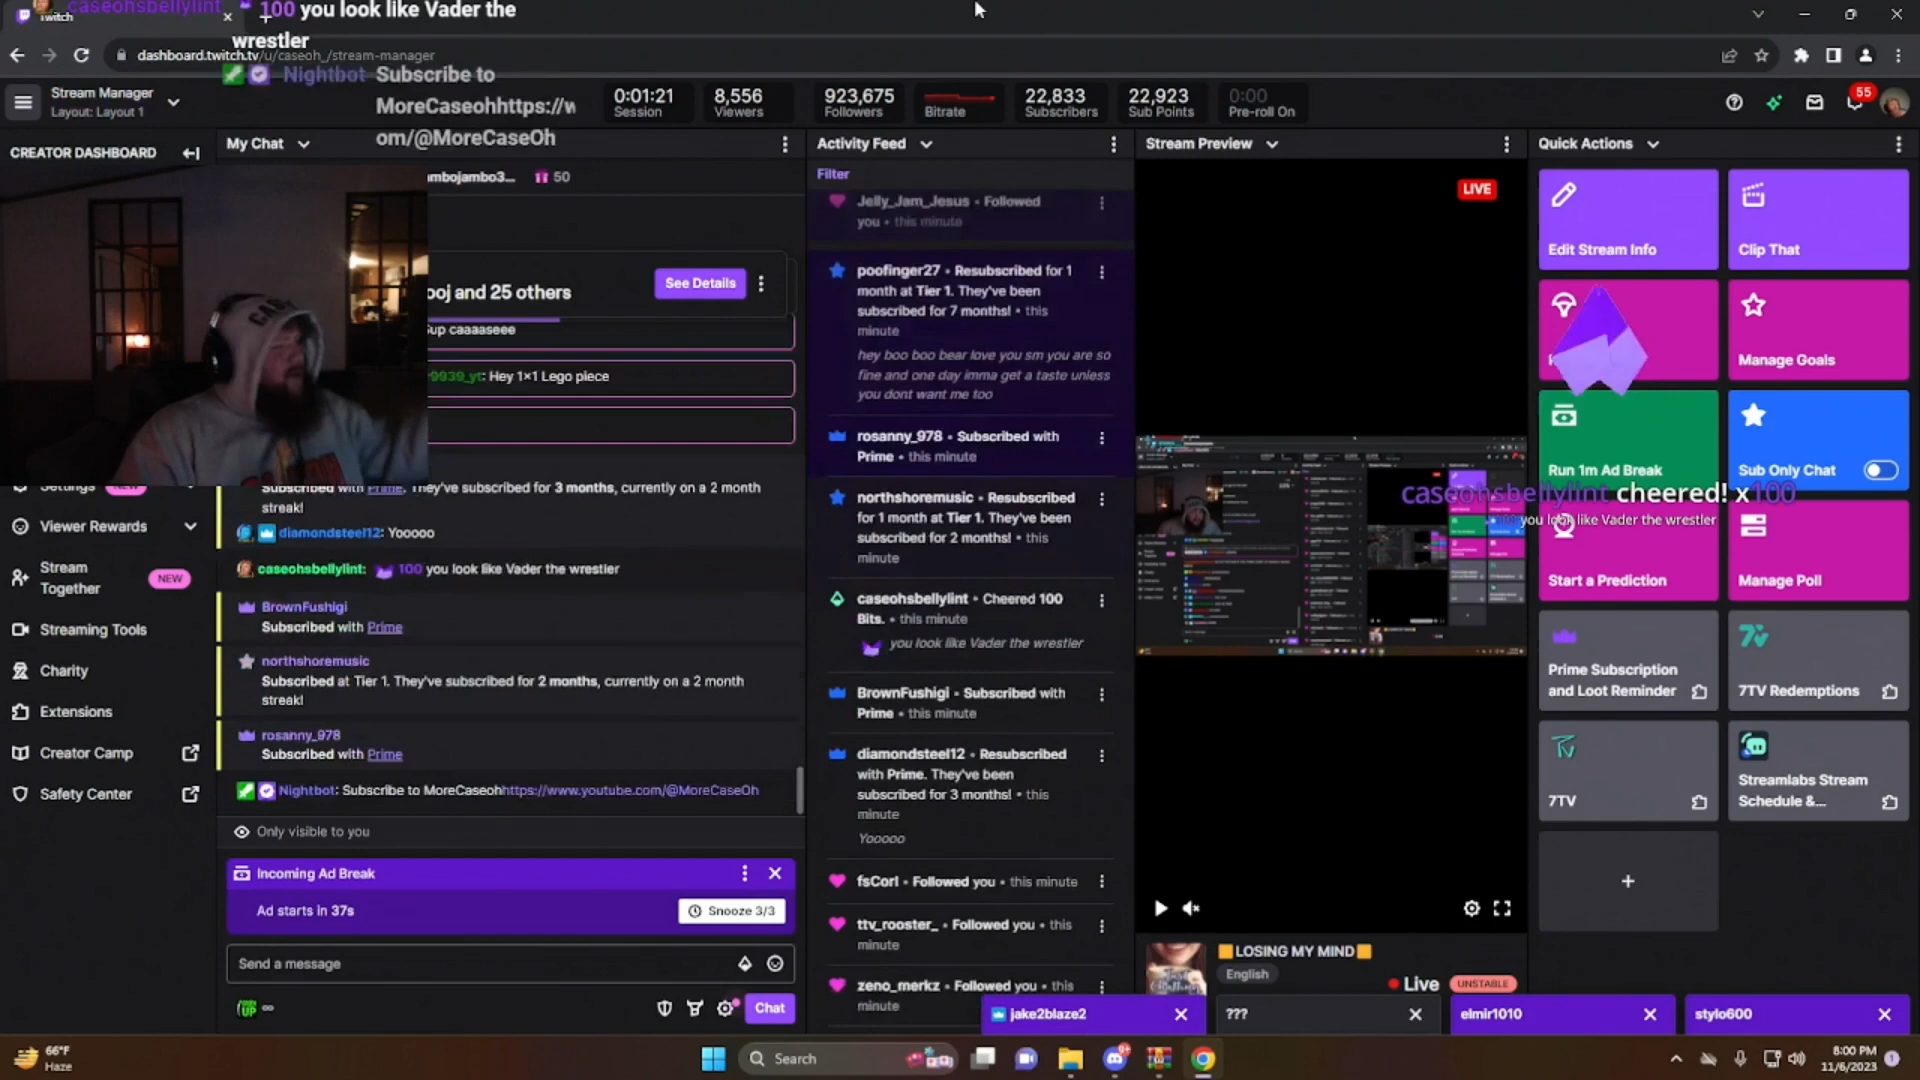 Twitch
caseohsbellylint 100 you look like Vader the
wrestler
Nightbot Subscribe to
MoreCaseohhttps://w
om/@MoreCaseOh
dashboard.twitch.tv/u/caseoh_/stream-manager
Stream Manager
Layout: Layout 1
0:01:21
Session
8,556
Viewers
923,675
Followers
Bitrate
22,833
Subscribers
22,923
Sub Points
0:00
Pre-roll On
55
CREATOR DASHBOARD
Settings NEW
Viewer Rewards
Stream
Together
NEW
Streaming Tools
Charity
Extensions
Creator Camp
Safety Center
My Chat
mbojambo3... 50
ooj and 25 others
See Details
Sup caaaaseee
9939_yt: Hey 1×1 Lego piece
Subscribed with Prime. They've subscribed for 3 months, currently on a 2 month
streak!
diamondsteel12: Yooooo
caseohsbellylint: 100 you look like Vader the wrestler
BrownFushigi
Subscribed with Prime
northshoremusic
Subscribed at Tier 1. They've subscribed for 2 months, currently on a 2 month
streak!
rosanny_978
Subscribed with Prime
Nightbot: Subscribe to MoreCaseohhttps://www.youtube.com/@MoreCaseOh
Only visible to you
Incoming Ad Break
Ad starts in 37s
Snooze 3/3
Send a message
Chat
Activity Feed
Filter
Jelly_Jam_Jesus • Followed
you • this minute
poofinger27 • Resubscribed for 1
month at Tier 1. They've been
subscribed for 7 months! • this
minute
hey boo boo bear love you sm you are so
fine and one day imma get a taste unless
you dont want me too
rosanny_978 • Subscribed with
Prime • this minute
northshoremusic • Resubscribed
for 1 month at Tier 1. They've been
subscribed for 2 months! • this
minute
caseohsbellylint • Cheered 100
Bits. • this minute
you look like Vader the wrestler
BrownFushigi • Subscribed with
Prime • this minute
diamondsteel12 • Resubscribed
with Prime. They've been
subscribed for 3 months! • this
minute
Yooooo
fsCorl • Followed you • this minute
ttv_rooster_ • Followed you • this
minute
zeno_merkz • Followed you • this
minute
Stream Preview
LIVE
LOSING MY MIND
English
Live
UNSTABLE
Quick Actions
Edit Stream Info
Clip That
Manage Goals
Run 1m Ad Break
Sub Only Chat
caseohsbellylint cheered! x100
you look like Vader the wrestler
Start a Prediction
Manage Poll
Prime Subscription
and Loot Reminder
7TV Redemptions
7TV
Streamlabs Stream
Schedule &...
jake2blaze2
???
elmir1010
stylo600
66°F
Haze
Search
8:00 PM
11/6/2023
1